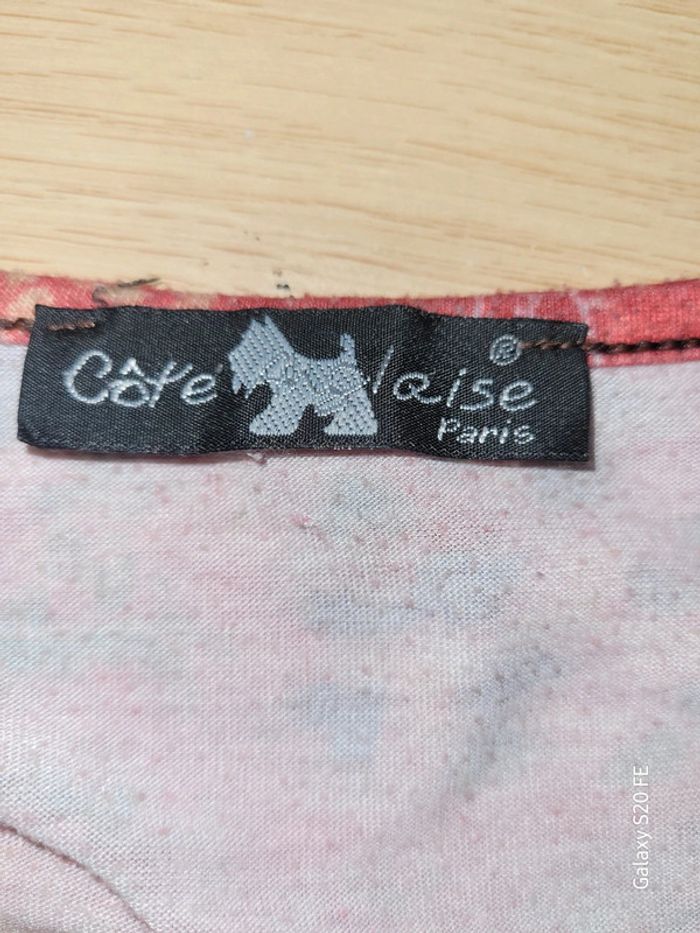 Côté laise ®
Paris
Galaxy S20 FE